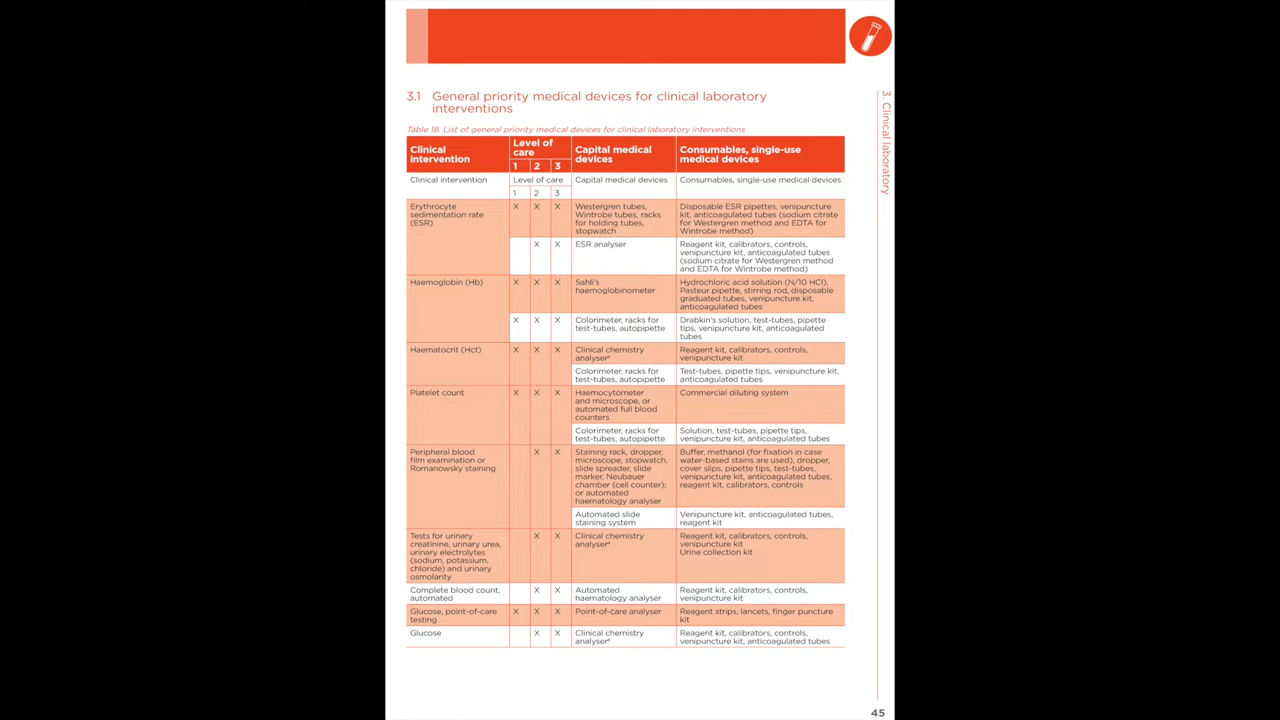 3.1 General priority medical devices for clinical laboratory
interventions
Table 18. List of general priority medical devices for clinical laboratory interventions
Clinical
intervention
Level of
care
1 2 3
Capital medical
devices
Consumables, single-use
medical devices
Clinical intervention
Level of care
1 2 3
Capital medical devices
Consumables, single-use medical devices
Erythrocyte
sedimentation rate
(ESR)
X X X
Westergren tubes,
Wintrobe tubes, racks
for holding tubes,
stopwatch
Disposable ESR pipettes, venipuncture
kit, anticoagulated tubes (sodium citrate
for Westergren method and EDTA for
Wintrobe method)
X X
ESR analyser
Reagent kit, calibrators, controls,
venipuncture kit, anticoagulated tubes
(sodium citrate for Westergren method
and EDTA for Wintrobe method)
Haemoglobin (Hb)
X X X
Sahli's
haemoglobinometer
Hydrochloric acid solution (N/10 HCl),
Pasteur pipette, stirring rod, disposable
graduated tubes, venipuncture kit,
anticoagulated tubes
X X X
Colorimeter, racks for
test-tubes, autopipette
Drabkin's solution, test-tubes, pipette
tips, venipuncture kit, anticoagulated
tubes
Haematocrit (Hct)
X X X
Clinical chemistry
analyser
Reagent kit, calibrators, controls,
venipuncture kit
Colorimeter, racks for
test-tubes, autopipette
Test-tubes, pipette tips, venipuncture kit,
anticoagulated tubes
Platelet count
X X X
Haemocytometer
and microscope, or
automated full blood
counters
Commercial diluting system
Colorimeter, racks for
test-tubes, autopipette
Solution, test-tubes, pipette tips,
venipuncture kit, anticoagulated tubes
Peripheral blood
film examination or
Romanowsky staining
X X
Staining rack, dropper,
microscope, stopwatch,
slide spreader, slide
marker, Neubauer
chamber (cell counter);
or automated
haematology analyser
Buffer, methanol (for fixation in case
water-based stains are used), dropper,
cover slips, pipette tips, test-tubes,
venipuncture kit, anticoagulated tubes,
reagent kit, calibrators, controls
Automated slide
staining system
Venipuncture kit, anticoagulated tubes,
reagent kit
Tests for urinary
creatinine, urinary urea,
urinary electrolytes
(sodium, potassium,
chloride) and urinary
osmolarity
X X
Clinical chemistry
analyser
Reagent kit, calibrators, controls,
venipuncture kit
Urine collection kit
Complete blood count,
automated
X X
Automated
haematology analyser
Reagent kit, calibrators, controls,
venipuncture kit
Glucose, point-of-care
testing
X X X
Point-of-care analyser
Reagent strips, lancets, finger puncture
kit
Glucose
X X
Clinical chemistry
analyser
Reagent kit, calibrators, controls,
venipuncture kit, anticoagulated tubes
3. Clinical laboratory
45